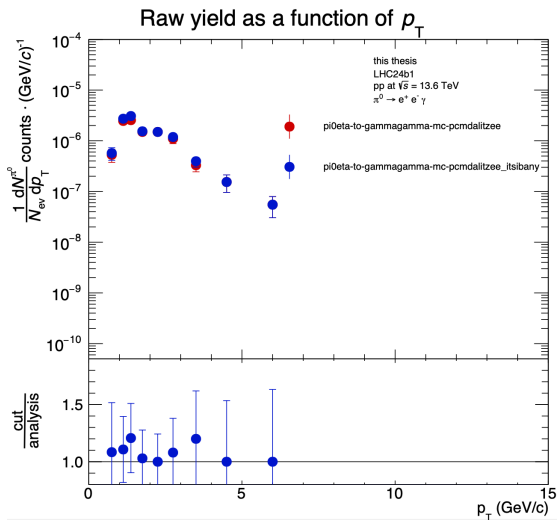 Raw yield as a function of p_T
this thesis
LHC24b1
pp at √s = 13.6 TeV
π⁰ → e⁺ e⁻ γ
pi0eta-to-gammagamma-mc-pcmdalitzee
pi0eta-to-gammagamma-mc-pcmdalitzee_itsibany
1/N_ev dN^π⁰/dp_T counts · (GeV/c)⁻¹
10⁻⁴
10⁻⁵
10⁻⁶
10⁻⁷
10⁻⁸
10⁻⁹
10⁻¹⁰
cut
analysis
1.5
1.0
0 5 10 15
p_T (GeV/c)